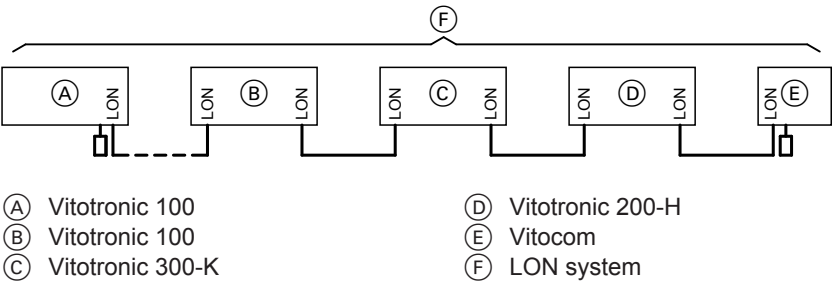 F
A LON LON B LON LON C LON LON D LON LON E
A Vitotronic 100
B Vitotronic 100
C Vitotronic 300-K
D Vitotronic 200-H
E Vitocom
F LON system